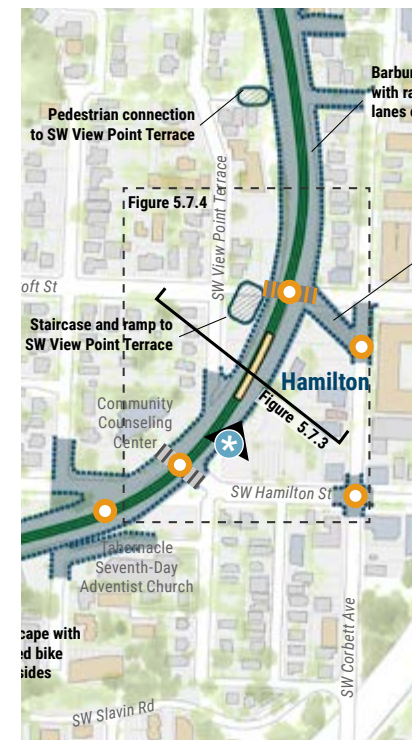 Barbur
with ra
lanes o
Pedestrian connection
to SW View Point Terrace
SW View Point Terrace
Figure 5.7.4
oft St
Staircase and ramp to
SW View Point Terrace
Hamilton
Figure 5.7.3
Community
Counseling
Center
*
SW Hamilton St
Tabernacle
Seventh-Day
Adventist Church
cape with
ed bike
sides
SW Corbett Ave
SW Slavin Rd